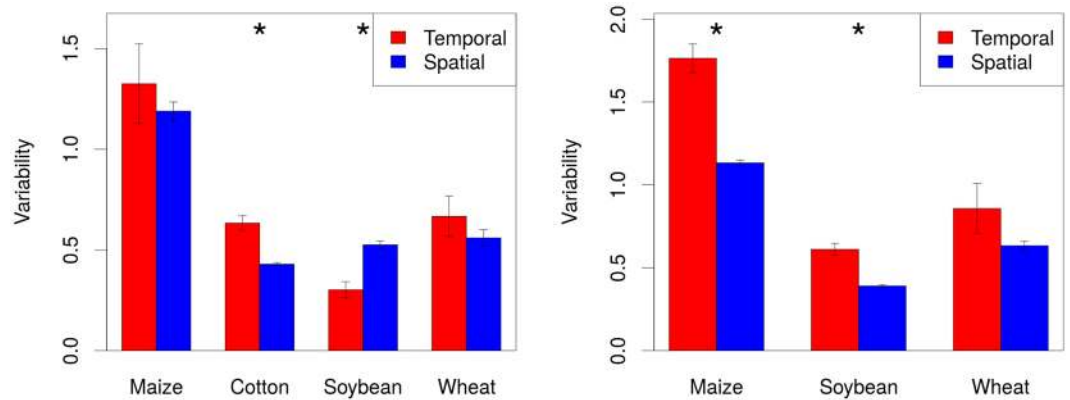 Variability
1.5
1.0
0.5
0.0
* *
Temporal
Spatial
Maize Cotton Soybean Wheat
Variability
2.0
1.5
1.0
0.5
0.0
* *
Temporal
Spatial
Maize Soybean Wheat